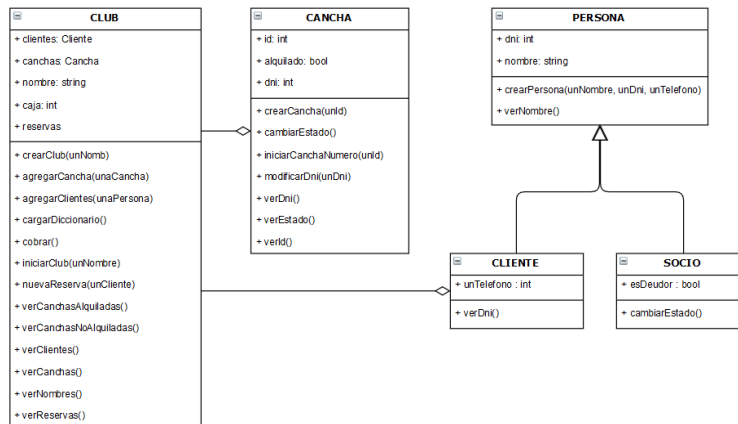 CLUB
+ clientes: Cliente
+ canchas: Cancha
+ nombre: string
+ caja: int
+ reservas
+ crearClub(unNomb)
+ agregarCancha(unaCancha)
+ agregarClientes(unaPersona)
+ cargarDiccionario()
+ cobrar()
+ iniciarClub(unNombre)
+ nuevaReserva(unCliente)
+ verCanchasAlquiladas()
+ verCanchasNoAlquiladas()
+ verClientes()
+ verCanchas()
+ verNombres()
+ verReservas()
CANCHA
+ id: int
+ alquilado: bool
+ dni: int
+ crearCancha(unId)
+ cambiarEstado()
+ iniciarCanchaNumero(unId)
+ modificarDni(unDni)
+ verDni()
+ verEstado()
+ verId()
PERSONA
+ dni: int
+ nombre: string
+ crearPersona(unNombre, unDni, unTelefono)
+ verNombre()
CLIENTE
+ unTelefono : int
+ verDni()
SOCIO
+ esDeudor : bool
+ cambiarEstado()